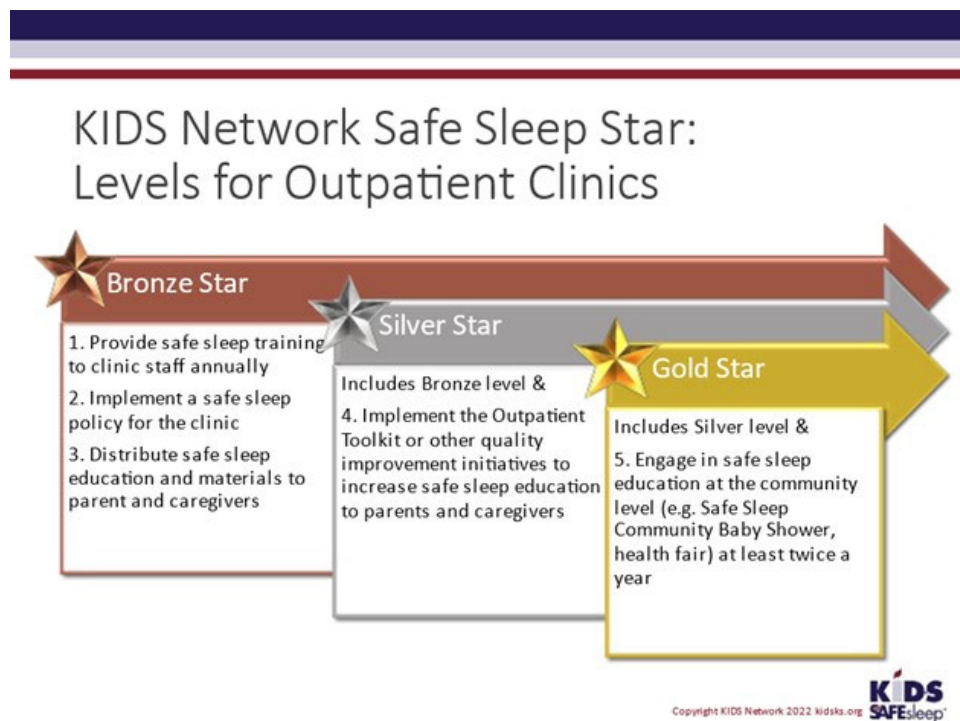 KIDS Network Safe Sleep Star:
Levels for Outpatient Clinics
Bronze Star
1. Provide safe sleep training
to clinic staff annually
2. Implement a safe sleep
policy for the clinic
3. Distribute safe sleep
education and materials to
parent and caregivers
Silver Star
Includes Bronze level &
4. Implement the Outpatient
Toolkit or other quality
improvement initiatives to
increase safe sleep education
to parents and caregivers
Gold Star
Includes Silver level &
5. Engage in safe sleep
education at the community
level (e.g. Safe Sleep
Community Baby Shower,
health fair) at least twice a
year
Copyright KIDS Network 2022 kidsks.org
KiDS
SAFEsleep